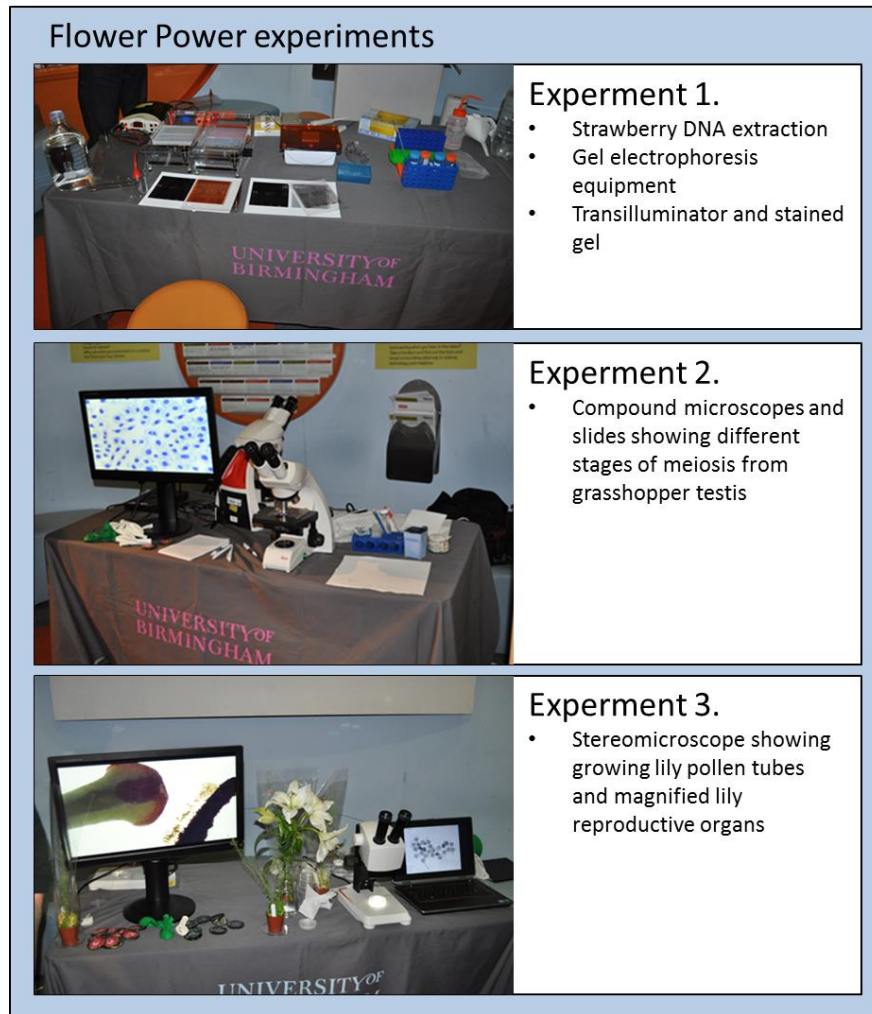 Flower Power experiments
Experment 1.
• Strawberry DNA extraction
• Gel electrophoresis
equipment
• Transilluminator and stained
gel
UNIVERSITY OF
BIRMINGHAM
Experment 2.
• Compound microscopes and
slides showing different
stages of meiosis from
grasshopper testis
UNIVERSITY OF
BIRMINGHAM
Experment 3.
• Stereomicroscope showing
growing lily pollen tubes
and magnified lily
reproductive organs
UNIVERSITY OF